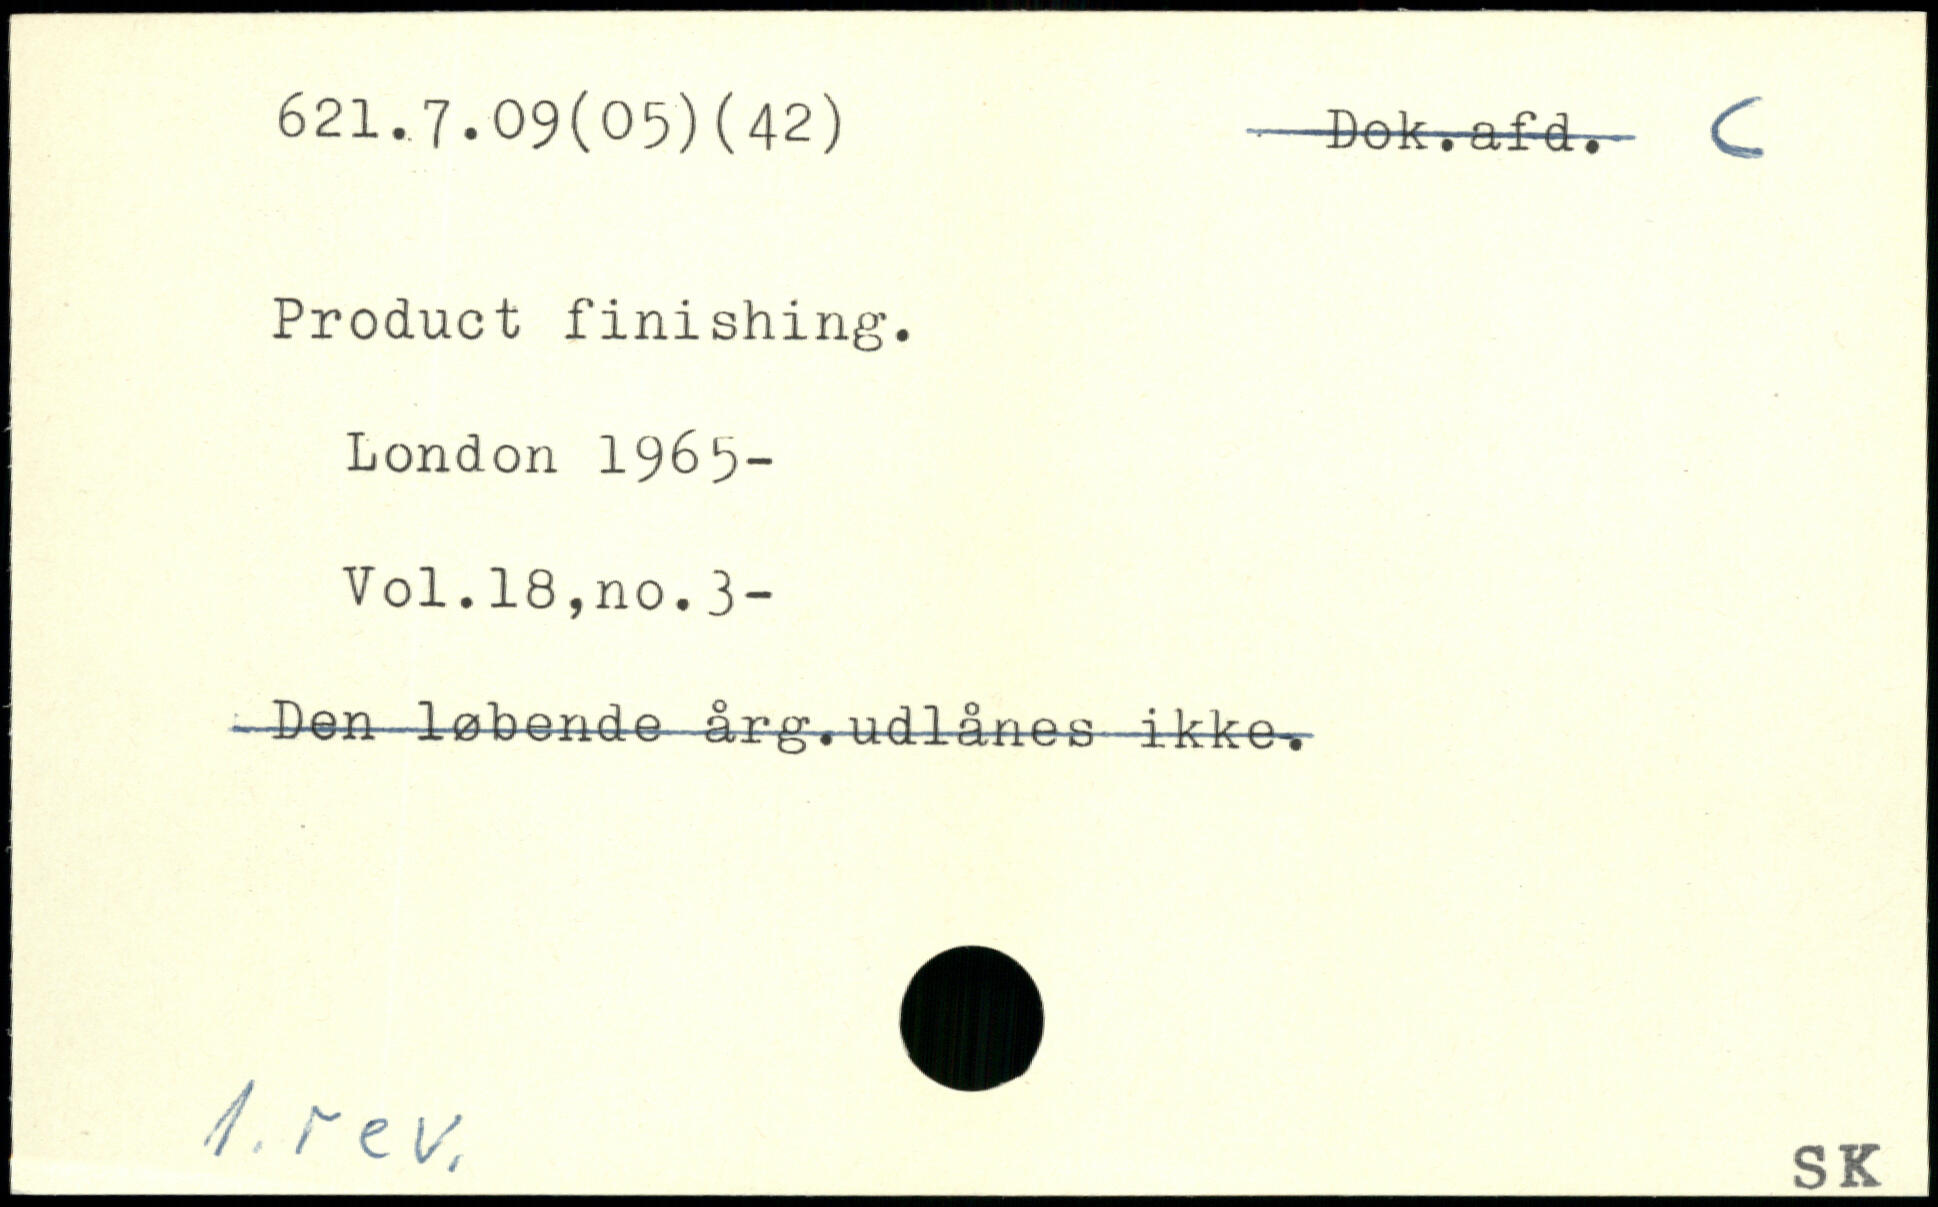 621.7.09(05)(42) Dok.afd. C
Product finishing.
London 1965-
Vol.18,no.3-
Den løbende årg.udlånes ikke.
1. rev.
SK